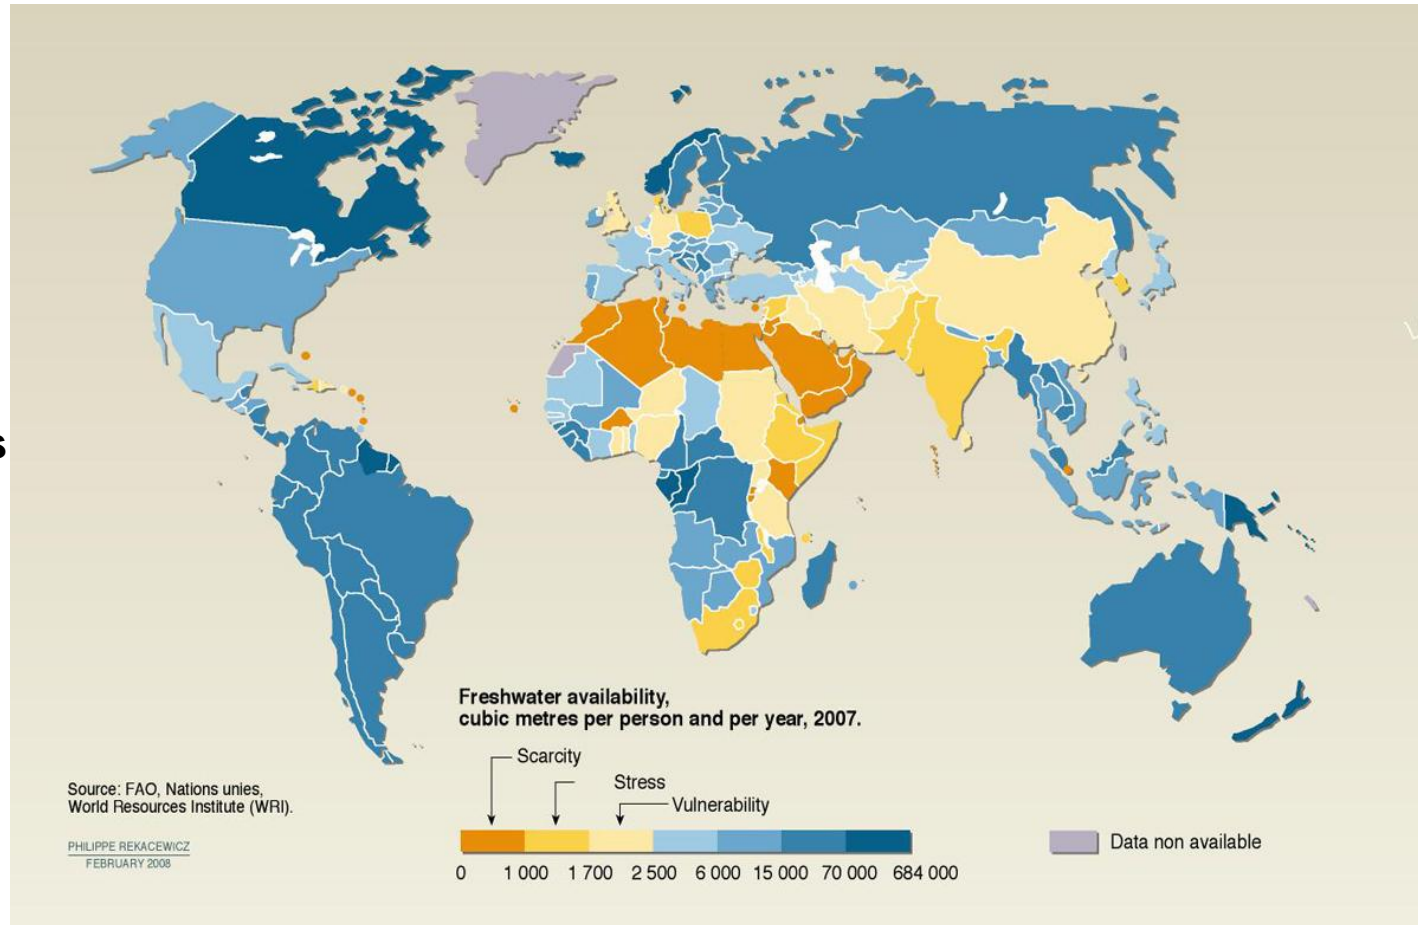 s
Freshwater availability,
cubic metres per person and per year, 2007.
Scarcity
Stress
Vulnerability
0 1 000 1 700 2 500 6 000 15 000 70 000 684 000
Data non available
Source: FAO, Nations unies,
World Resources Institute (WRI).
PHILIPPE REKACEWICZ
FEBRUARY 2008